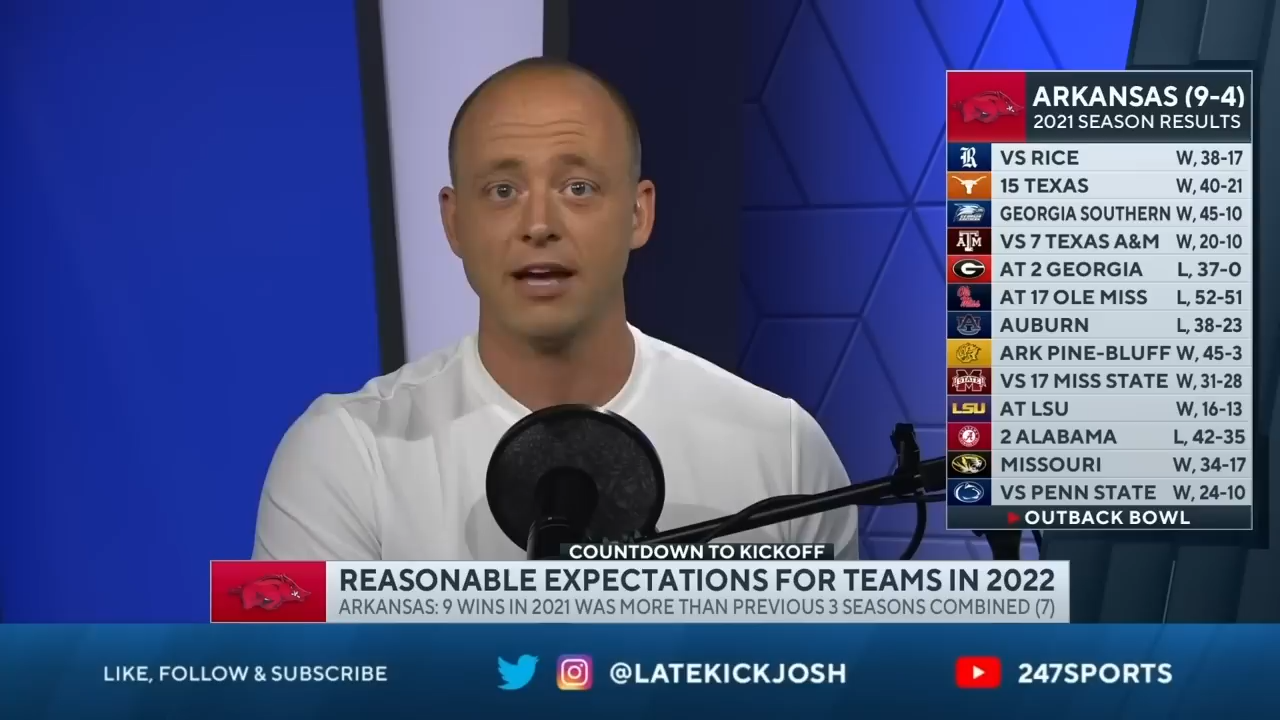 ARKANSAS (9-4)
2021 SEASON RESULTS
VS RICE W, 38-17
15 TEXAS W, 40-21
GEORGIA SOUTHERN W, 45-10
VS 7 TEXAS A&M W, 20-10
AT 2 GEORGIA L, 37-0
AT 17 OLE MISS L, 52-51
AUBURN L, 38-23
ARK PINE-BLUFF W, 45-3
VS 17 MISS STATE W, 31-28
AT LSU W, 16-13
2 ALABAMA L, 42-35
MISSOURI W, 34-17
VS PENN STATE W, 24-10
OUTBACK BOWL
COUNTDOWN TO KICKOFF
REASONABLE EXPECTATIONS FOR TEAMS IN 2022
ARKANSAS: 9 WINS IN 2021 WAS MORE THAN PREVIOUS 3 SEASONS COMBINED (7)
LIKE, FOLLOW & SUBSCRIBE @LATEKICKJOSH 247SPORTS